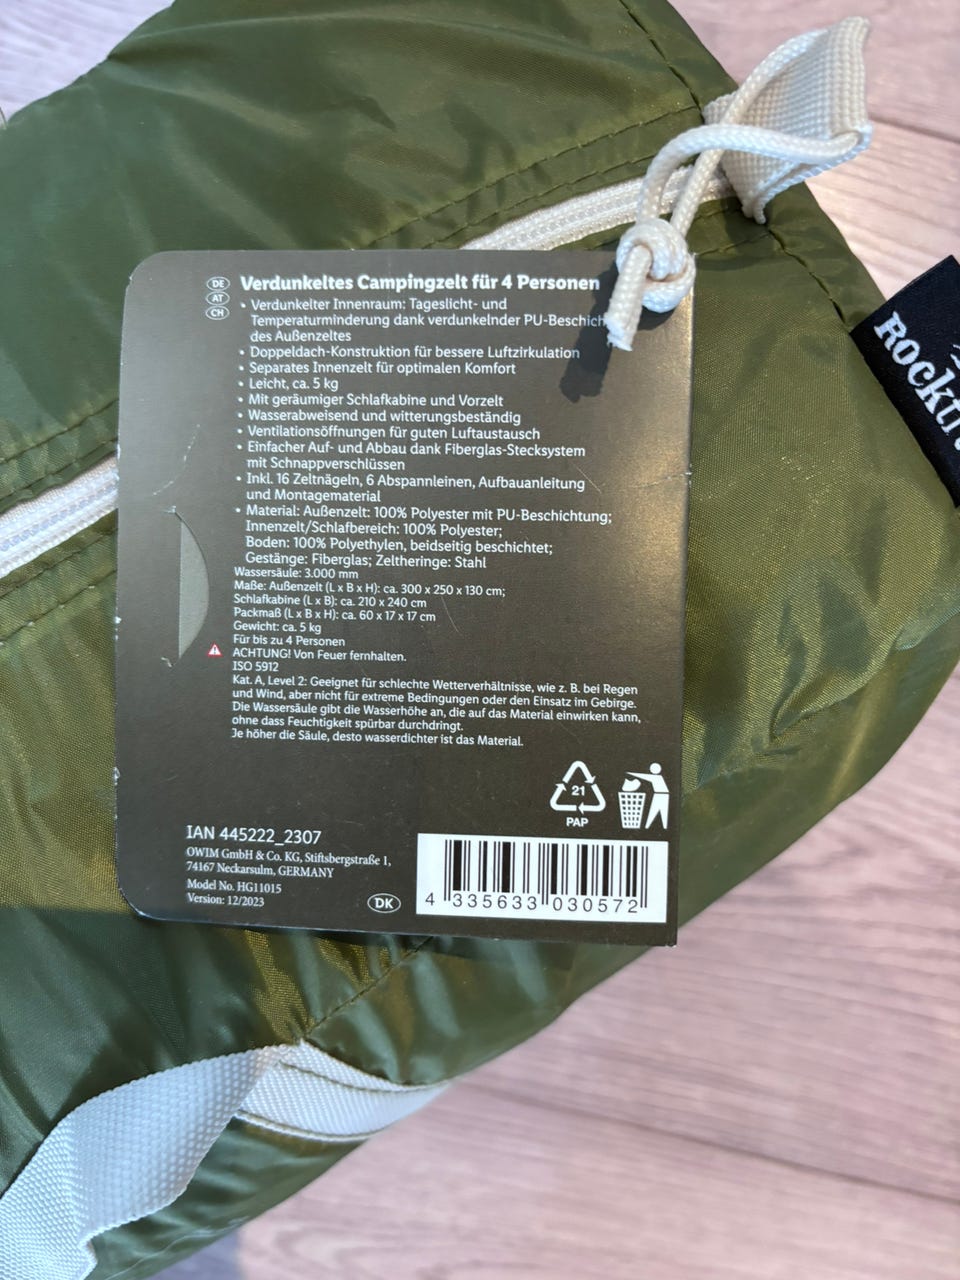 DE
AT
CH
Verdunkeltes Campingzelt für 4 Personen
• Verdunkelter Innenraum: Tageslicht- und
Temperaturminderung dank verdunkelnder PU-Beschich
des Außenzeltes
• Doppeldach-Konstruktion für bessere Luftzirkulation
• Separates Innenzelt für optimalen Komfort
• Leicht, ca. 5 kg
• Mit geräumiger Schlafkabine und Vorzelt
• Wasserabweisend und witterungsbeständig
• Ventilationsöffnungen für guten Luftaustausch
• Einfacher Auf- und Abbau dank Fiberglas-Stecksystem
mit Schnappverschlüssen
• Inkl. 16 Zeltnägeln, 6 Abspannleinen, Aufbauanleitung
und Montagematerial
• Material: Außenzelt: 100% Polyester mit PU-Beschichtung;
Innenzelt/Schlafbereich: 100% Polyester;
Boden: 100% Polyethylen, beidseitig beschichtet;
Gestänge: Fiberglas; Zeltheringe: Stahl
Wassersäule: 3.000 mm
Maße: Außenzelt (L x B x H): ca. 300 x 250 x 130 cm;
Schlafkabine (L x B): ca. 210 x 240 cm
Packmaß (L x B x H): ca. 60 x 17 x 17 cm
Gewicht: ca. 5 kg
Für bis zu 4 Personen
ACHTUNG! Von Feuer fernhalten.
ISO 5912
Kat. A, Level 2: Geeignet für schlechte Wetterverhältnisse, wie z. B. bei Regen
und Wind, aber nicht für extreme Bedingungen oder den Einsatz im Gebirge.
Die Wassersäule gibt die Wasserhöhe an, die auf das Material einwirken kann,
ohne dass Feuchtigkeit spürbar durchdringt.
Je höher die Säule, desto wasserdichter ist das Material.
21
PAP
IAN 445222_2307
OWIM GmbH & Co. KG, Stiftsbergstraße 1,
74167 Neckarsulm, GERMANY
Model No. HG11015
Version: 12/2023
DK
4 335633 030572